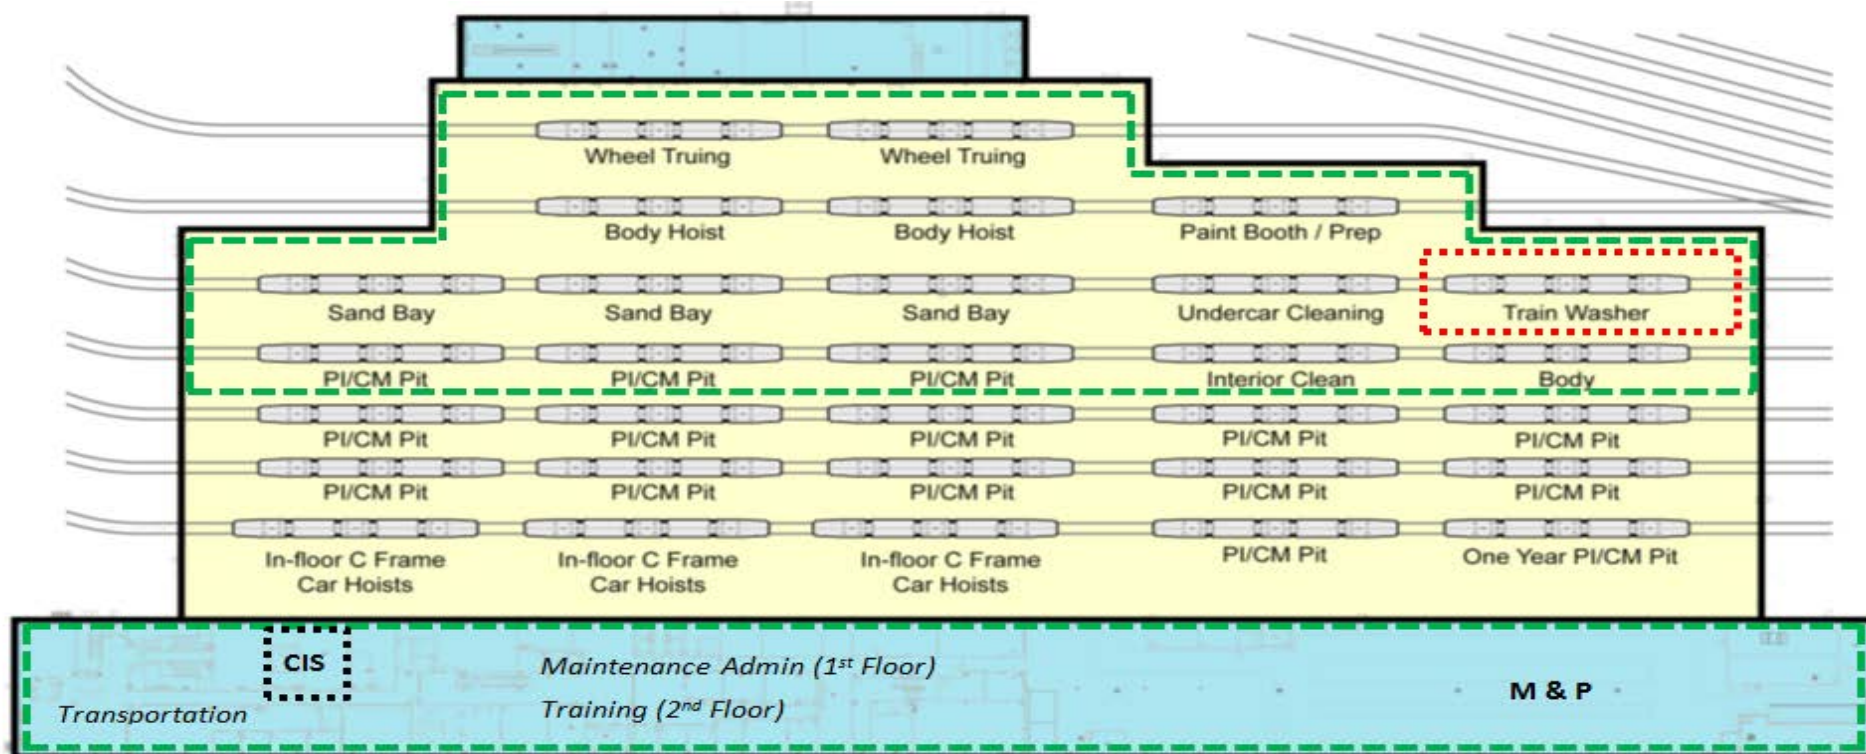 Wheel Truing Wheel Truing
Body Hoist Body Hoist Paint Booth / Prep
Sand Bay Sand Bay Sand Bay Undercar Cleaning Train Washer
PI/CM Pit PI/CM Pit PI/CM Pit Interior Clean Body
PI/CM Pit PI/CM Pit PI/CM Pit PI/CM Pit PI/CM Pit
PI/CM Pit PI/CM Pit PI/CM Pit PI/CM Pit PI/CM Pit
In-floor C Frame In-floor C Frame In-floor C Frame PI/CM Pit One Year PI/CM Pit
Car Hoists Car Hoists Car Hoists
CIS Maintenance Admin (1st Floor) M & P
Transportation Training (2nd Floor)